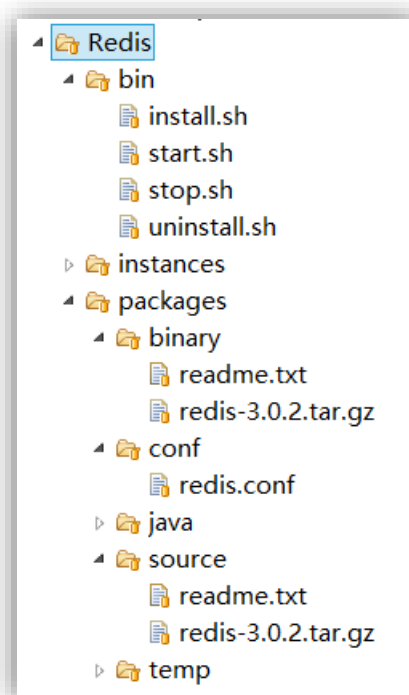 Redis
bin
install.sh
start.sh
stop.sh
uninstall.sh
instances
packages
binary
readme.txt
redis-3.0.2.tar.gz
conf
redis.conf
java
source
readme.txt
redis-3.0.2.tar.gz
temp